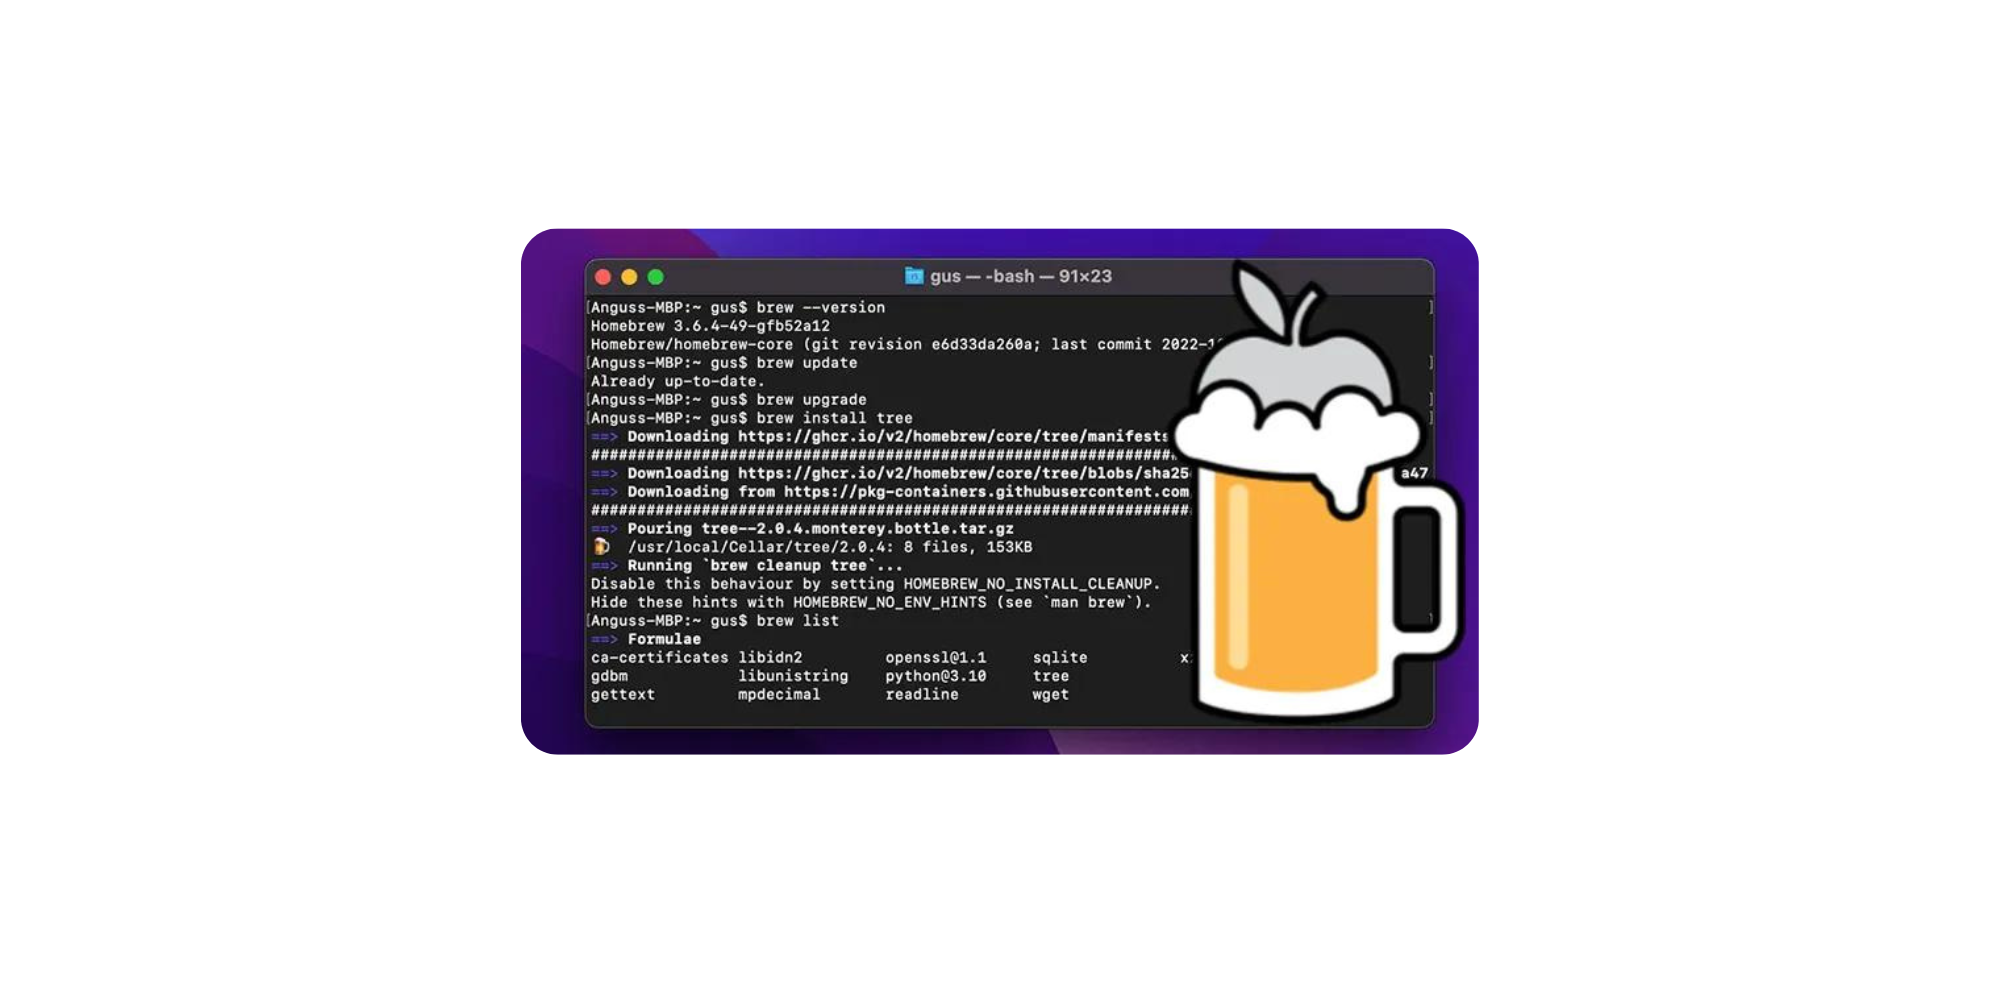 gus — -bash — 91×23
[Anguss-MBP:~ gus$ brew --version ]
Homebrew 3.6.4-49-gfb52a12
Homebrew/homebrew-core (git revision e6d33da260a; last commit 2022-1
[Anguss-MBP:~ gus$ brew update ]
Already up-to-date.
[Anguss-MBP:~ gus$ brew upgrade ]
[Anguss-MBP:~ gus$ brew install tree ]
==> Downloading https://ghcr.io/v2/homebrew/core/tree/manifests
################################################################
==> Downloading https://ghcr.io/v2/homebrew/core/tree/blobs/sha25 a47
==> Downloading from https://pkg-containers.githubusercontent.com
################################################################
==> Pouring tree--2.0.4.monterey.bottle.tar.gz
🍺 /usr/local/Cellar/tree/2.0.4: 8 files, 153KB
==> Running `brew cleanup tree`...
Disable this behaviour by setting HOMEBREW_NO_INSTALL_CLEANUP.
Hide these hints with HOMEBREW_NO_ENV_HINTS (see `man brew`).
[Anguss-MBP:~ gus$ brew list ]
==> Formulae
ca-certificates libidn2 openssl@1.1 sqlite x
gdbm libunistring python@3.10 tree
gettext mpdecimal readline wget